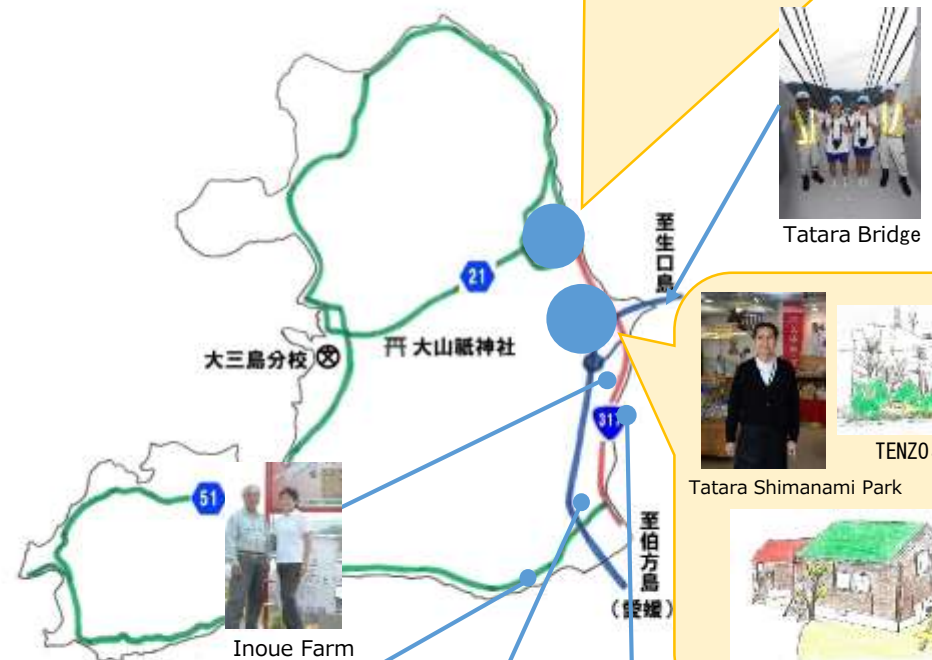 Tatara Bridge
至生口島
21
大三島分校
大山祇神社
317
TENZO
Tatara Shimanami Park
51
至伯方島
(愛媛)
Inoue Farm